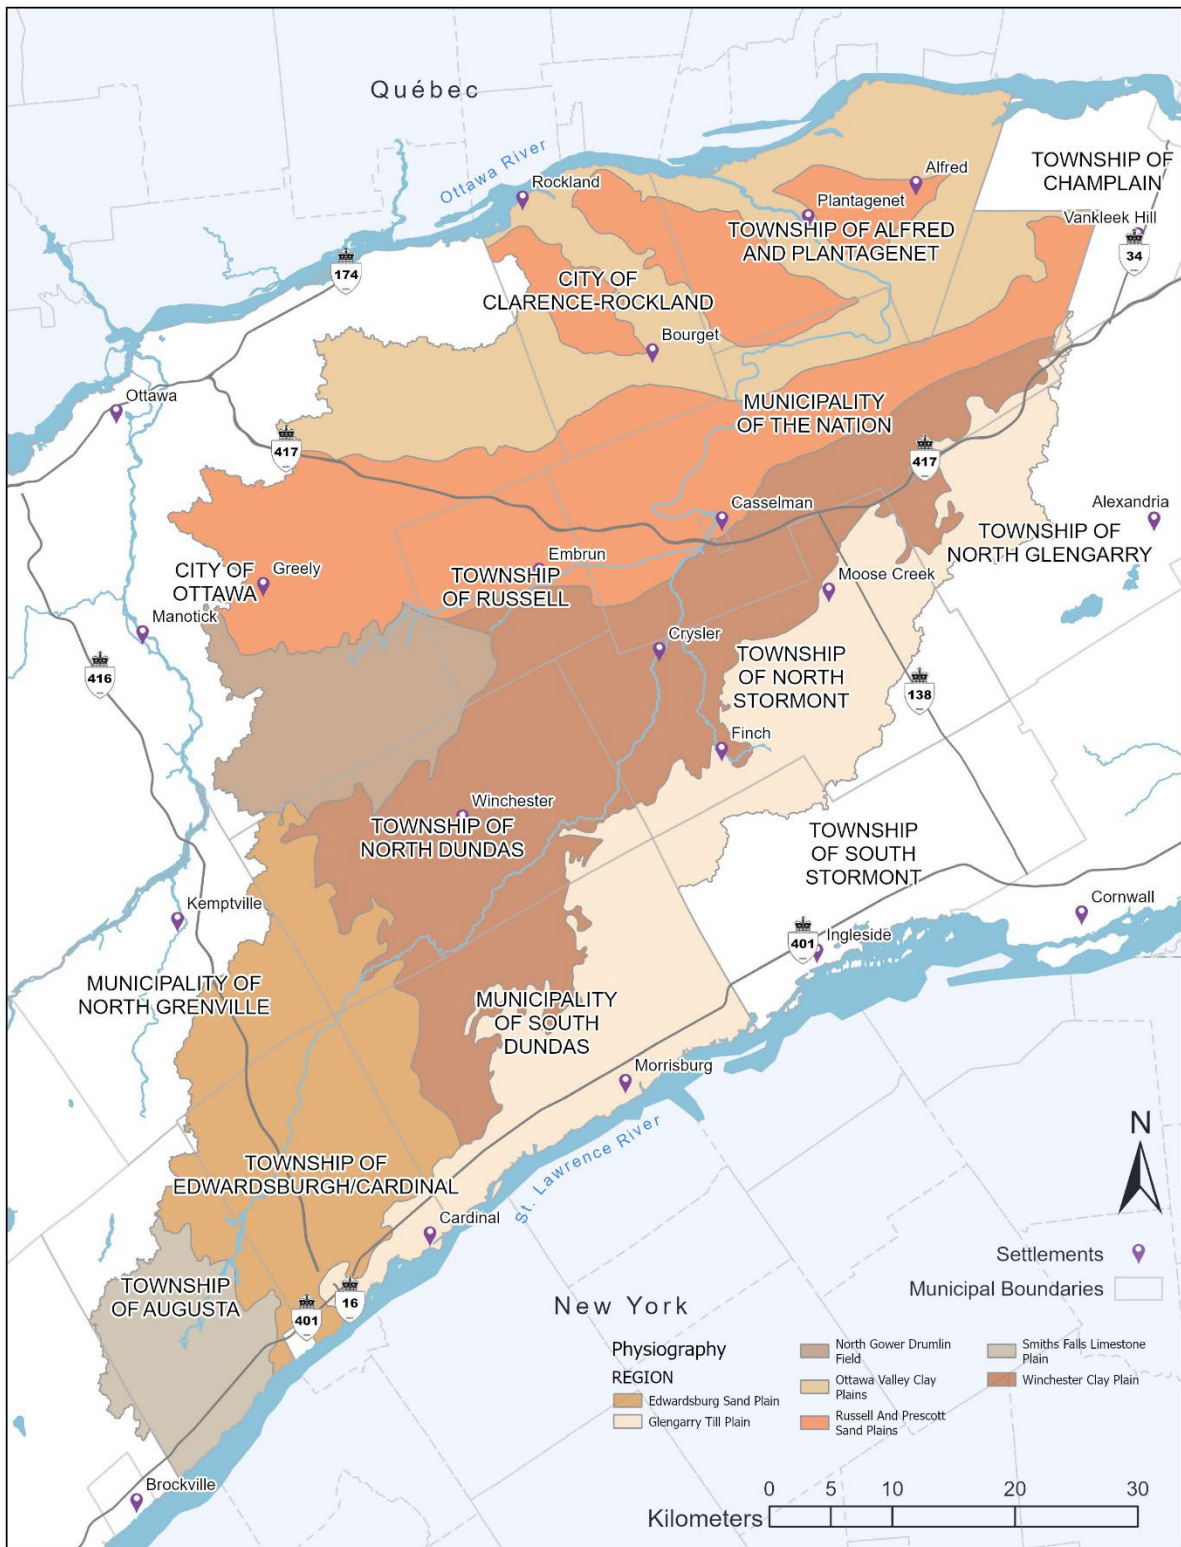 Québec
Ottawa River
Rockland
Alfred
Plantagenet
TOWNSHIP OF
CHAMPLAIN
Vankleek Hill
34
TOWNSHIP OF ALFRED
AND PLANTAGENET
174
CITY OF
CLARENCE-ROCKLAND
Bourget
Ottawa
417
MUNICIPALITY
OF THE NATION
417
Casselman
Alexandria
TOWNSHIP OF
NORTH GLENGARRY
Embrun
TOWNSHIP
OF RUSSELL
CITY OF
OTTAWA
Greely
Moose Creek
Manotick
Crysler
416
TOWNSHIP
OF NORTH
STORMONT
138
Finch
Winchester
TOWNSHIP OF
NORTH DUNDAS
TOWNSHIP
OF SOUTH
STORMONT
Kemptville
Cornwall
401
Ingleside
MUNICIPALITY OF
NORTH GRENVILLE
MUNICIPALITY
OF SOUTH
DUNDAS
Morrisburg
N
TOWNSHIP OF
EDWARDSBURGH/CARDINAL
St. Lawrence River
Cardinal
Settlements
Municipal Boundaries
TOWNSHIP
OF AUGUSTA
16
401
New York
Physiography
REGION
Edwardsburg Sand Plain
Glengarry Till Plain
North Gower Drumlin
Field
Ottawa Valley Clay
Plains
Russell And Prescott
Sand Plains
Smiths Falls Limestone
Plain
Winchester Clay Plain
Brockville
0 5 10 20 30
Kilometers